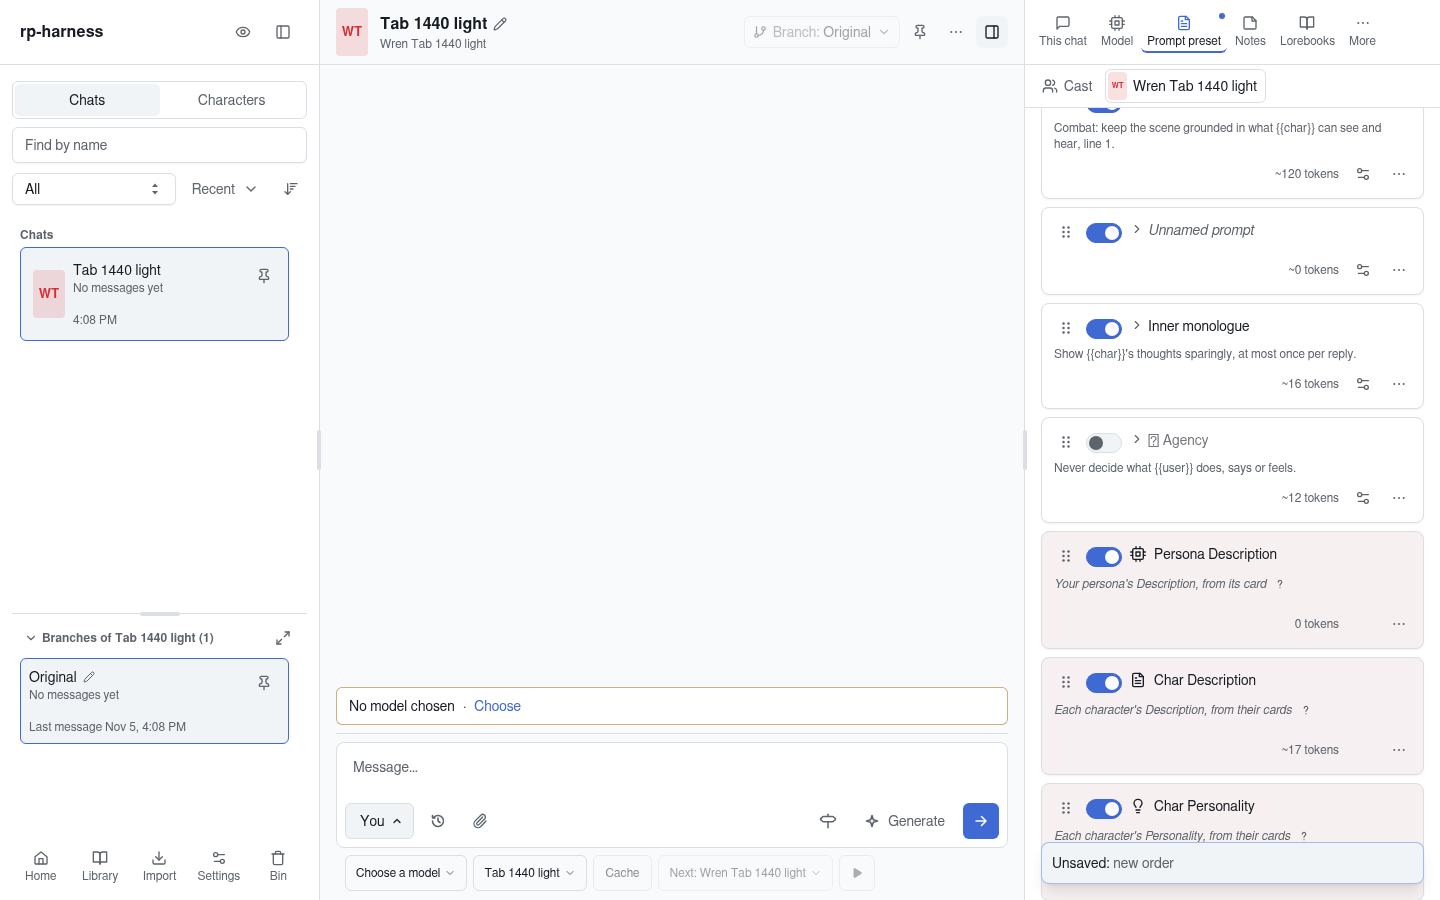 rp-harness
Chats
Characters
Find by name
All
Recent
Chats
WT
Tab 1440 light
No messages yet
4:08 PM
Branches of Tab 1440 light (1)
Original
No messages yet
Last message Nov 5, 4:08 PM
Home
Library
Import
Settings
Bin
WT
Tab 1440 light
Wren Tab 1440 light
Branch: Original
No model chosen · Choose
Message...
You
Generate
Choose a model
Tab 1440 light
Cache
Next: Wren Tab 1440 light
This chat
Model
Prompt preset
Notes
Lorebooks
More
Cast
WT
Wren Tab 1440 light
Combat: keep the scene grounded in what {{char}} can see and
hear, line 1.
~120 tokens
Unnamed prompt
~0 tokens
Inner monologue
Show {{char}}'s thoughts sparingly, at most once per reply.
~16 tokens
Agency
Never decide what {{user}} does, says or feels.
~12 tokens
Persona Description
Your persona's Description, from its card ?
0 tokens
Char Description
Each character's Description, from their cards ?
~17 tokens
Char Personality
Each character's Personality, from their cards ?
Unsaved: new order